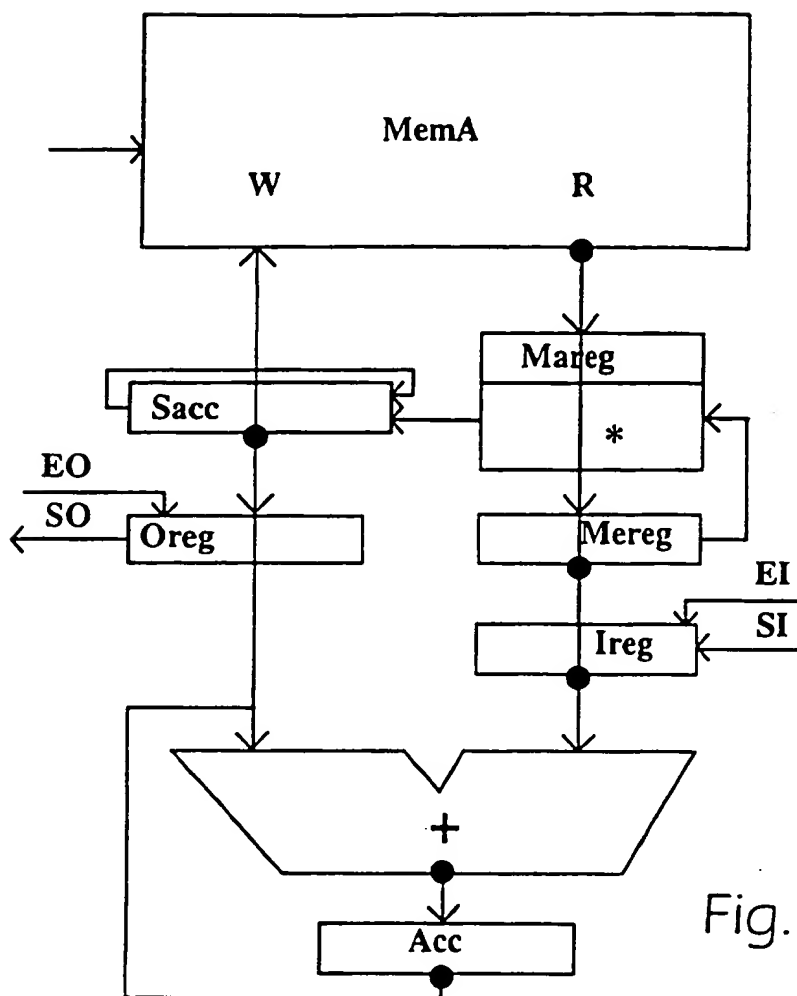 MemA
W R
Mareg
Sacc
*
EO
SO
Oreg
Mereg
EI
SI
Ireg
+
Acc
Fig.